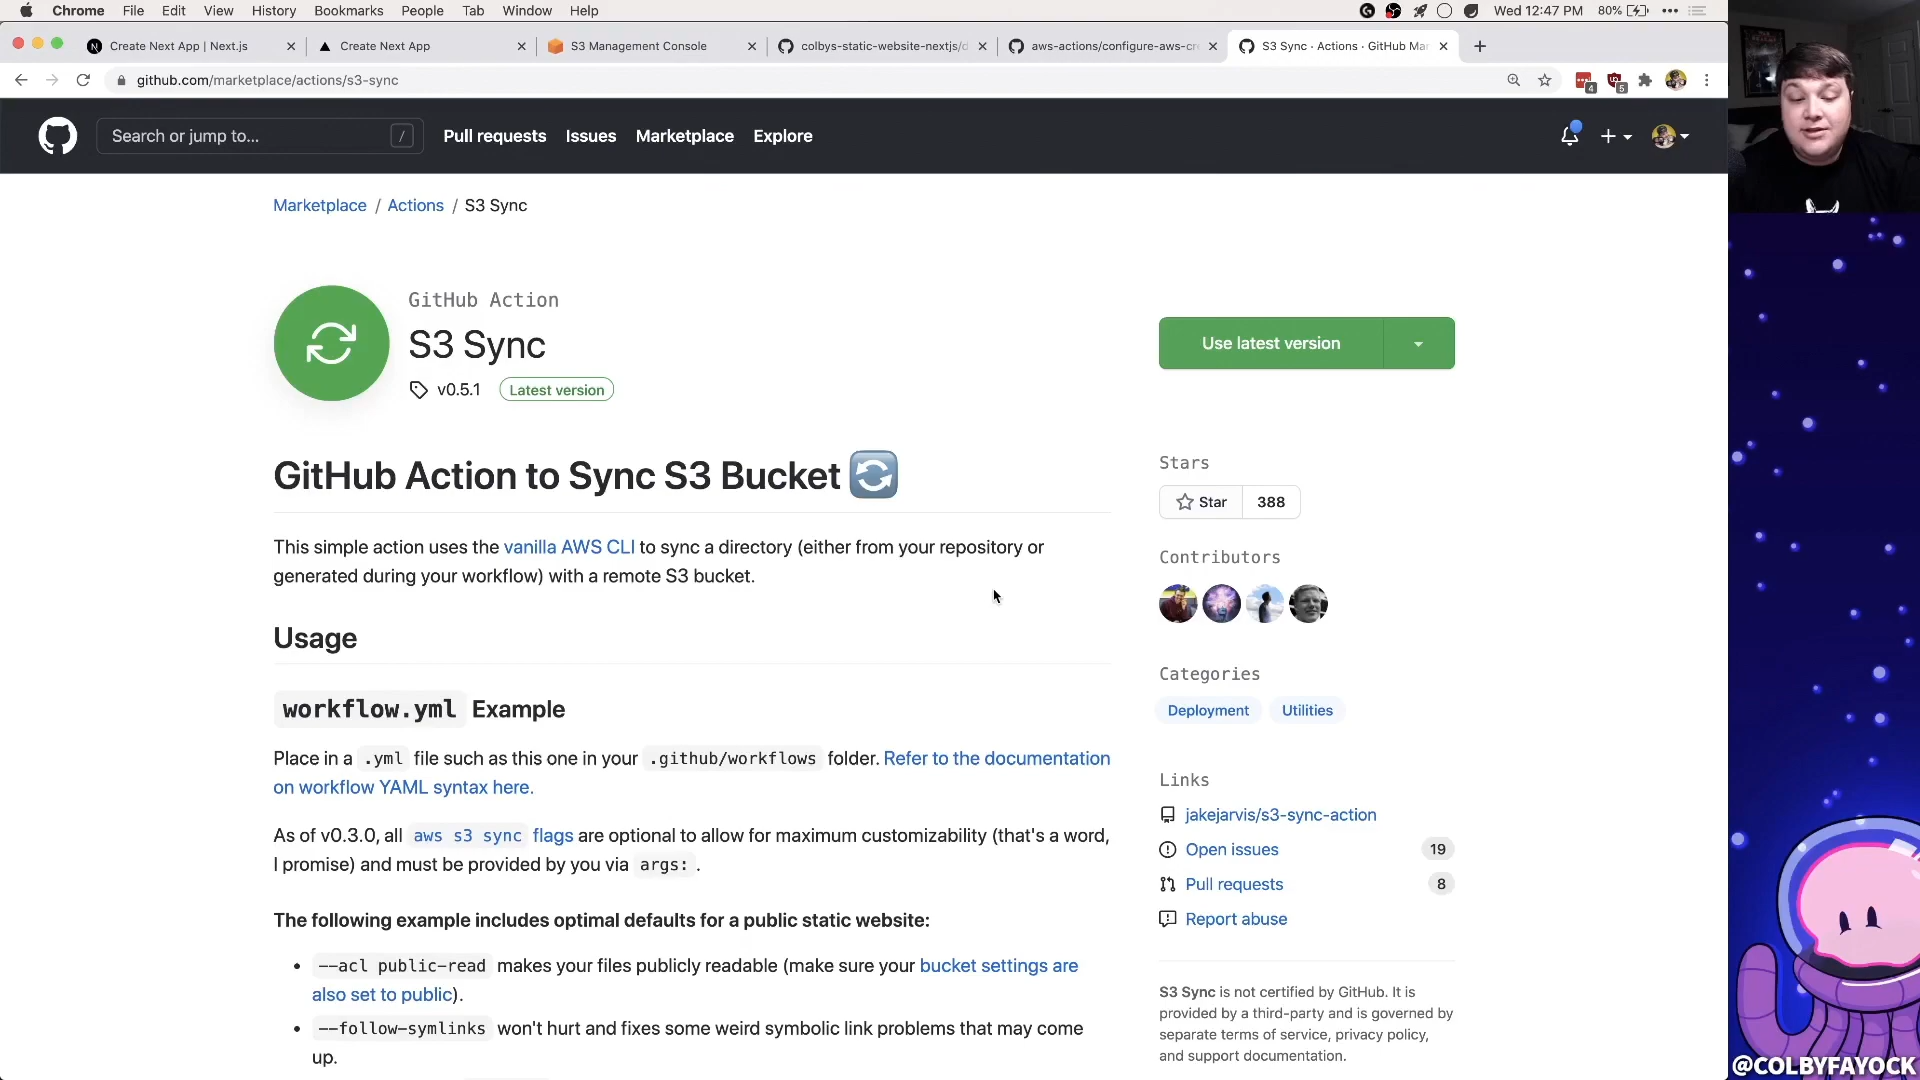 Chrome File Edit View History Bookmarks People Tab Window Help
Wed 12:47 PM 80%
Create Next App | Next.js
Create Next App
S3 Management Console
colbys-static-website-nextjs/d
aws-actions/configure-aws-cre
S3 Sync · Actions · GitHub Mar
github.com/marketplace/actions/s3-sync
4
5
Search or jump to...
/
Pull requests
Issues
Marketplace
Explore
Marketplace / Actions / S3 Sync
GitHub Action
S3 Sync
v0.5.1
Latest version
Use latest version
GitHub Action to Sync S3 Bucket
This simple action uses the vanilla AWS CLI to sync a directory (either from your repository or
generated during your workflow) with a remote S3 bucket.
Usage
workflow.yml Example
Place in a .yml file such as this one in your .github/workflows folder. Refer to the documentation
on workflow YAML syntax here.
As of v0.3.0, all aws s3 sync flags are optional to allow for maximum customizability (that's a word,
I promise) and must be provided by you via args: .
The following example includes optimal defaults for a public static website:
--acl public-read makes your files publicly readable (make sure your bucket settings are
also set to public).
--follow-symlinks won't hurt and fixes some weird symbolic link problems that may come
up.
Stars
Star 388
Contributors
Categories
Deployment
Utilities
Links
jakejarvis/s3-sync-action
Open issues 19
Pull requests 8
Report abuse
S3 Sync is not certified by GitHub. It is
provided by a third-party and is governed by
separate terms of service, privacy policy,
and support documentation.
@COLBYFAYOCK